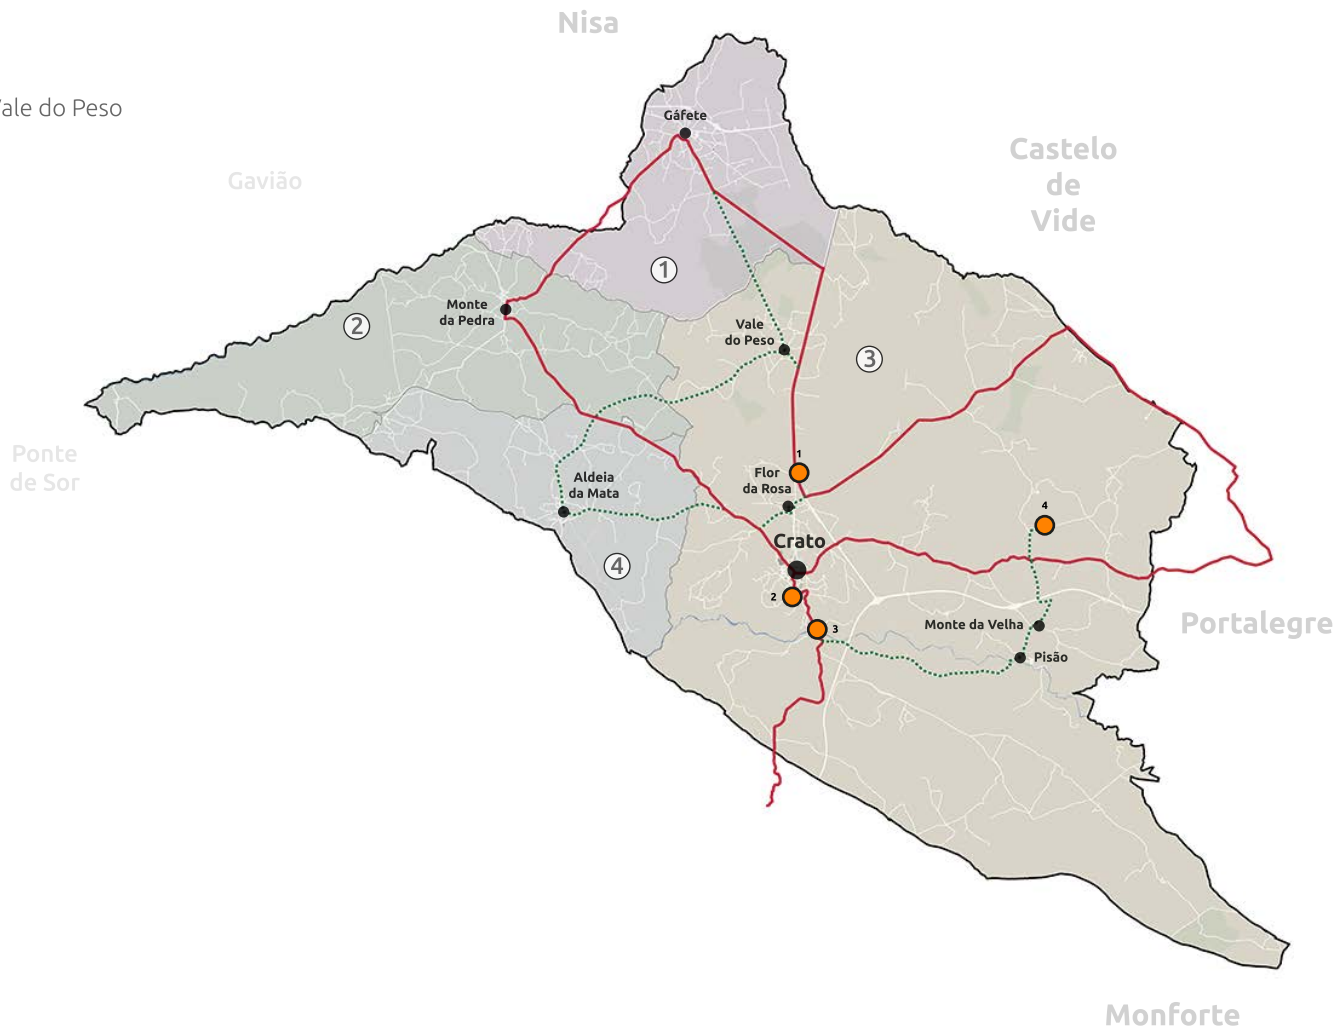 Nisa
Vale do Peso
Gáfete
Castelo
de
Vide
Gavião
1
Monte
da Pedra
2
Vale
do Peso
3
Ponte
de Sor
1
Flor
da Rosa
Aldeia
da Mata
4
Crato
4
2
3
Monte da Velha
Portalegre
Pisão
Monforte